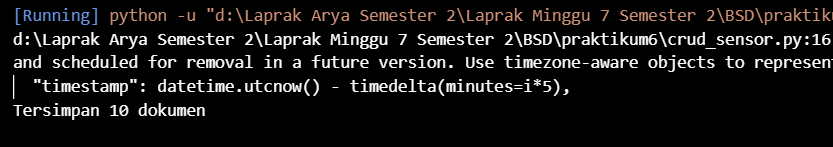 [Running] python -u "d:\Laprak Arya Semester 2\Laprak Minggu 7 Semester 2\BSD\praktiku
d:\Laprak Arya Semester 2\Laprak Minggu 7 Semester 2\BSD\praktikum6\crud_sensor.py:16
and scheduled for removal in a future version. Use timezone-aware objects to represen
"timestamp": datetime.utcnow() - timedelta(minutes=i*5),
Tersimpan 10 dokumen